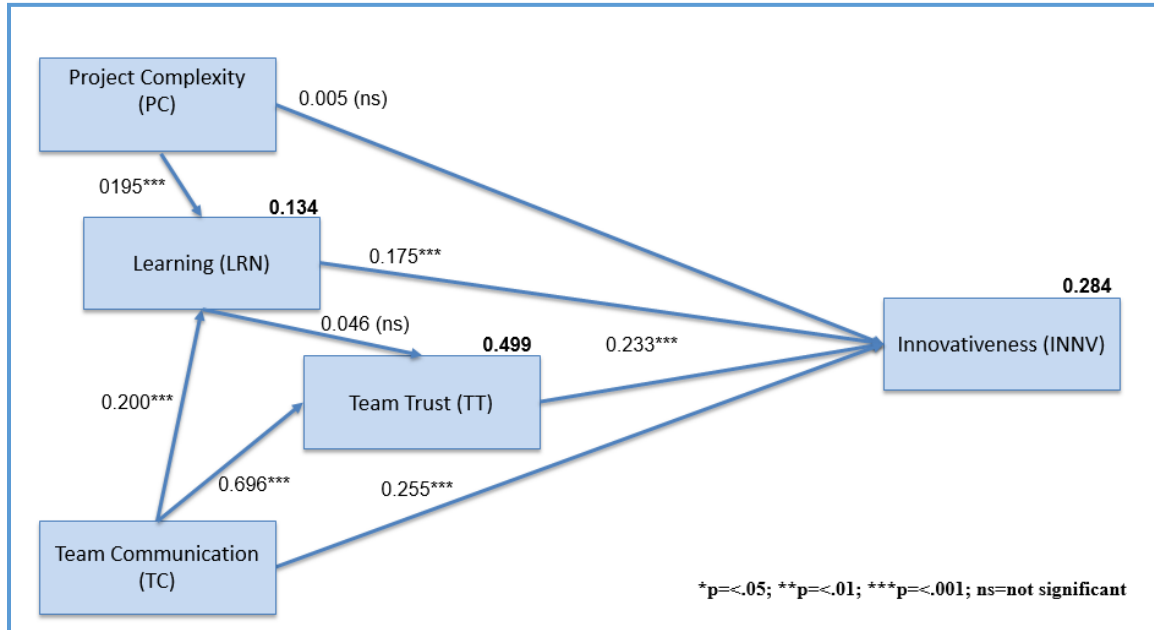 Project Complexity
(PC)
0.005 (ns)
0195***
0.134
Learning (LRN)
0.175***
0.284
Innovativeness (INNV)
0.046 (ns)
0.499
0.233***
Team Trust (TT)
0.200***
0.696***
0.255***
Team Communication
(TC)
*p=<.05; **p=<.01; ***p=<.001; ns=not significant